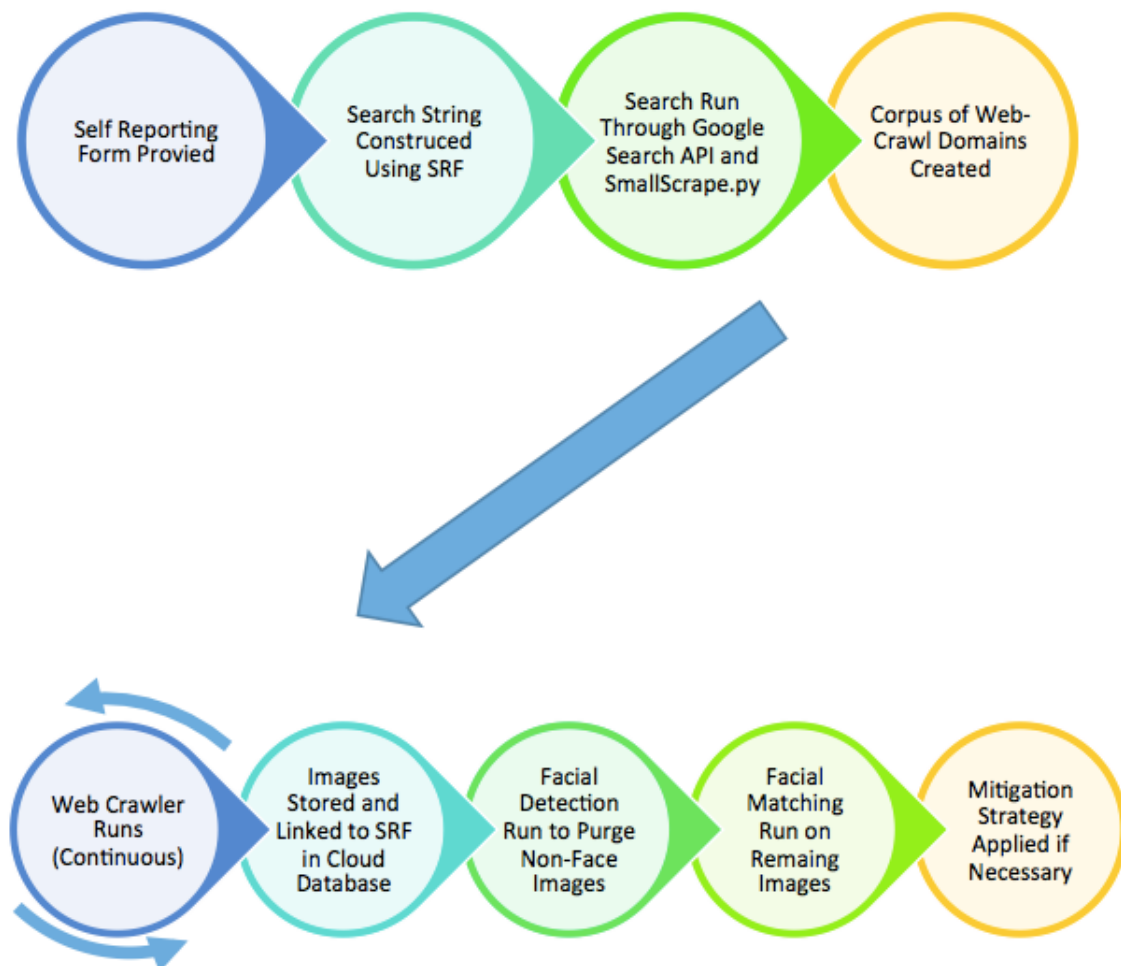 Self Reporting
Form Provied
Search String
Construced
Using SRF
Search Run
Through Google
Search API and
SmallScrape.py
Corpus of Web-
Crawl Domains
Created
Web Crawler
Runs
(Continuous)
Images
Stored and
Linked to SRF
in Cloud
Database
Facial
Detection
Run to Purge
Non-Face
Images
Facial
Matching
Run on
Remaing
Images
Mitigation
Strategy
Applied if
Necessary